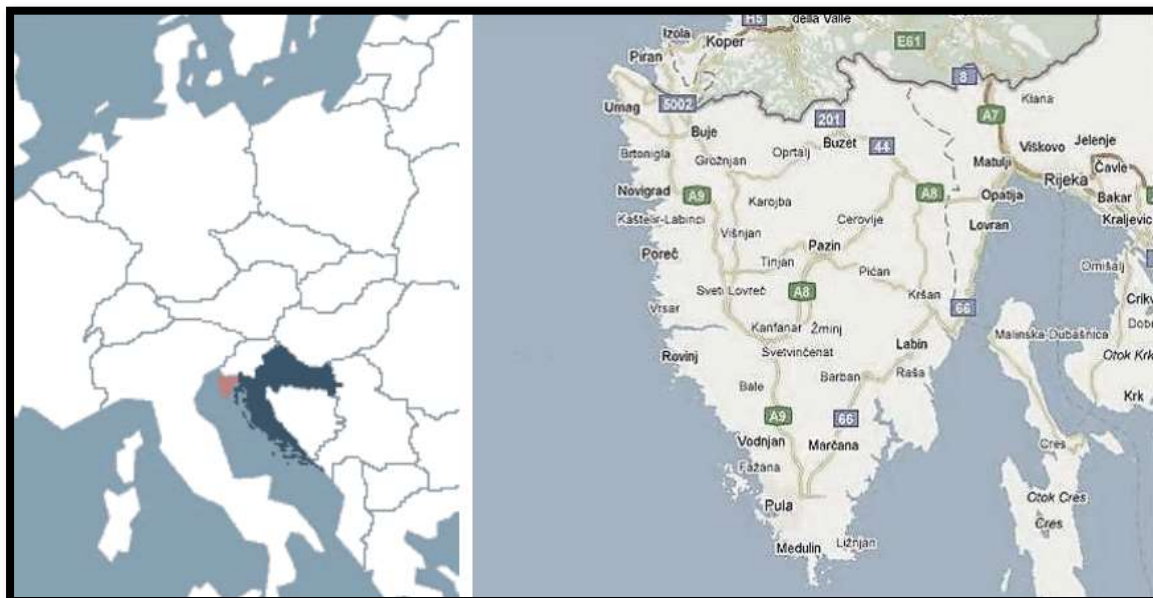 H5
della Valle
Izola
Koper
E61
Piran
8
Klana
Umag
5002
201
A7
Buje
Buzet
44
Viškovo
Jelenje
Brtonigla
Grožnjan
Oprtalj
Matulji
Čavle
Rijeka
Novigrad
A9
Karojba
A8
Opatija
Bakar
Kaštelir-Labinci
Cerovlje
Kraljevic
Višnjan
Lovran
Poreč
Pazin
Tinjan
Pićan
Omišalj
Sveti Lovreč
A8
Kršan
66
Crikv
Vrsar
Kanfanar
Žminj
Malinska-Dubašnica
Dobr
Rovinj
Svetvinčenat
Labin
Otok Krk
Bale
Barban
Raša
Krk
A9
66
Vodnjan
Marčana
Cres
Fažana
Pula
Otok Cres
Cres
Medulin
Ližnjan